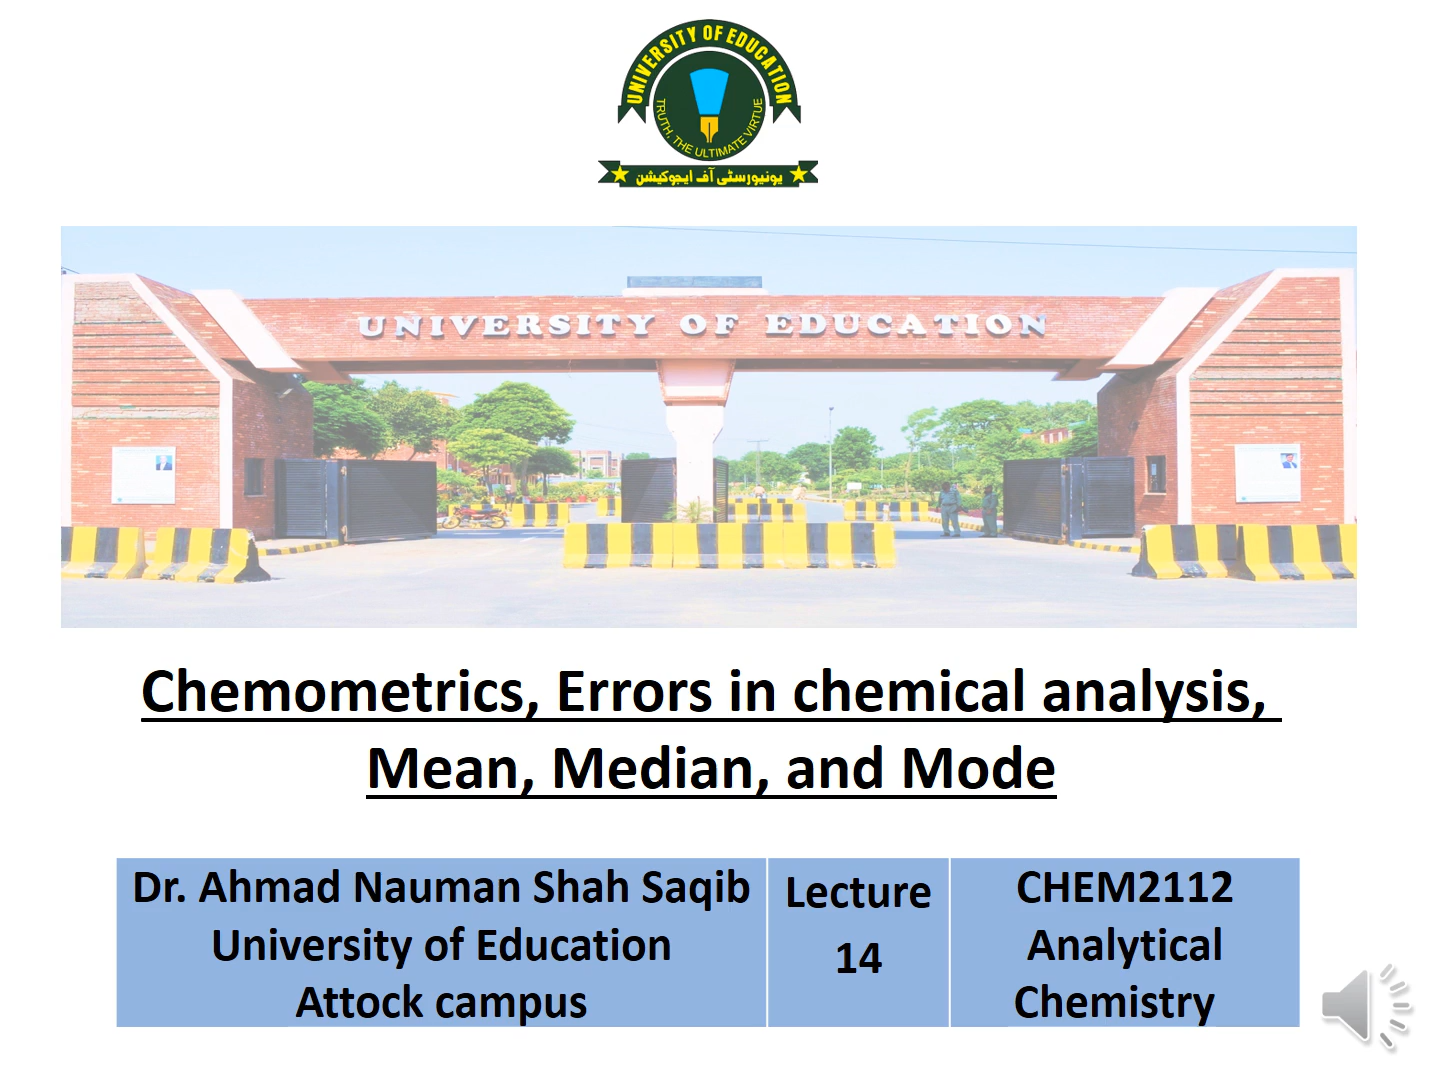 UNIVERSITY OF EDUCATION
TRUTH, THE ULTIMATE VIRTUE
یونیورسٹی آف ایجوکیشن
UNIVERSITY OF EDUCATION
Chemometrics, Errors in chemical analysis,
Mean, Median, and Mode
Dr. Ahmad Nauman Shah Saqib
University of Education
Attock campus
Lecture
14
CHEM2112
Analytical
Chemistry